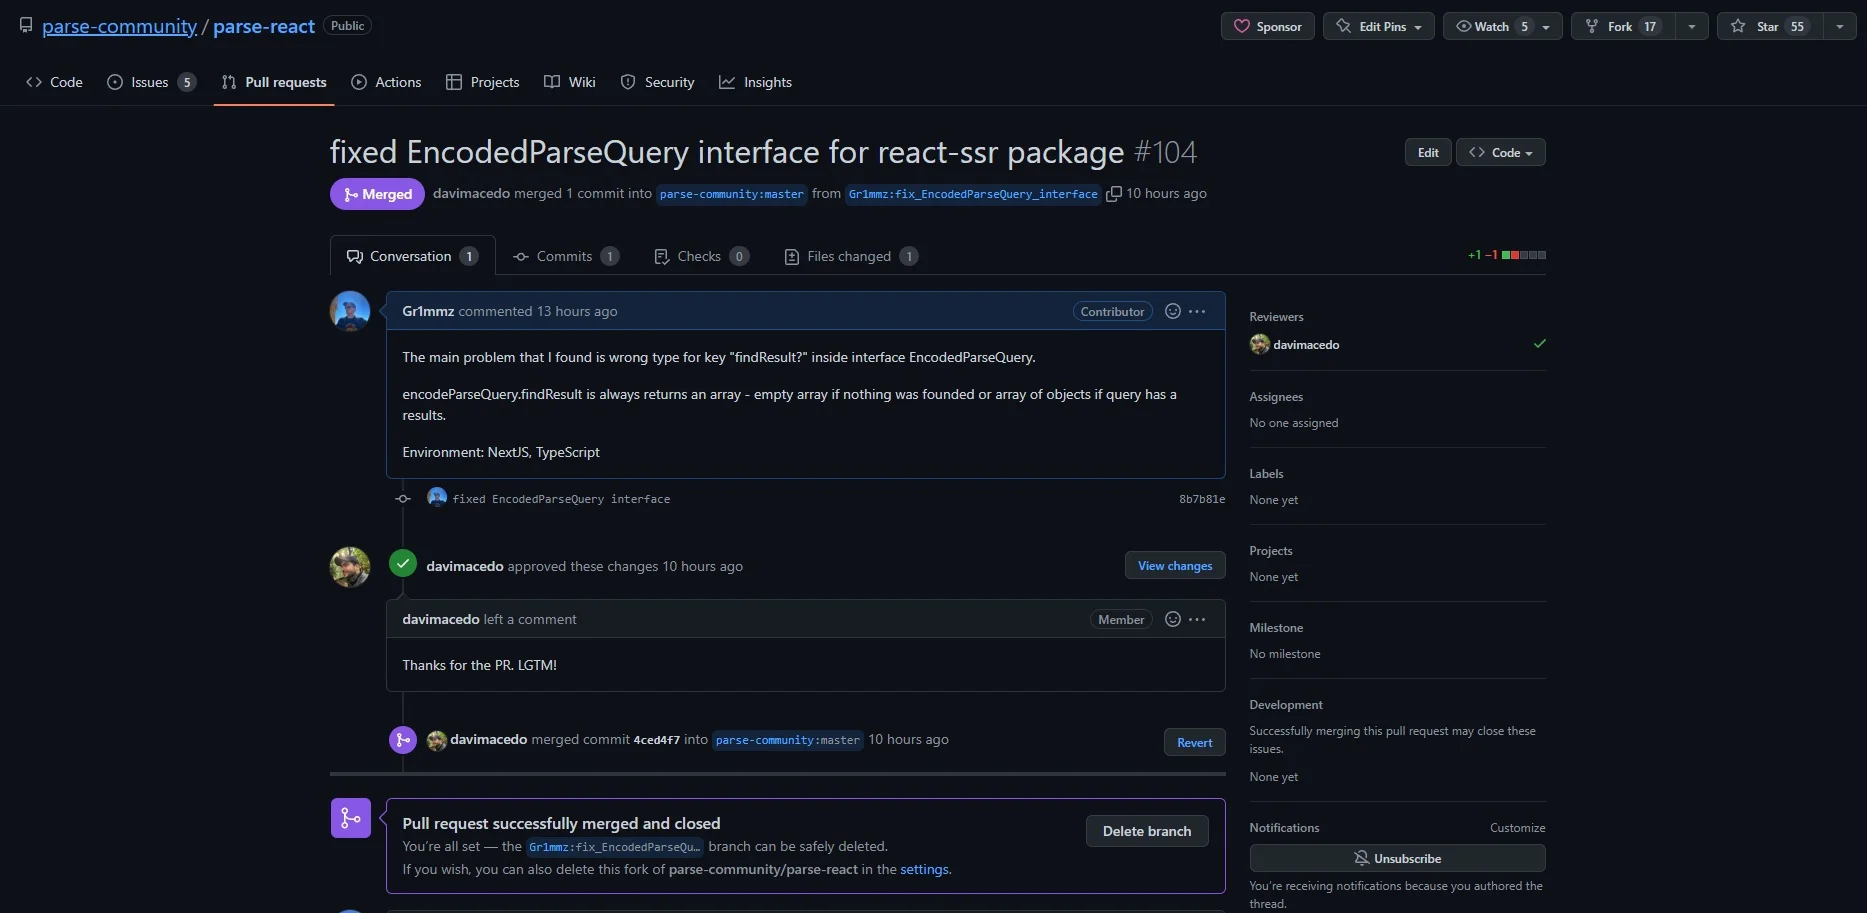 parse-community / parse-react Public
Sponsor Edit Pins Watch 5 Fork 17 Star 55
Code Issues 5 Pull requests Actions Projects Wiki Security Insights
fixed EncodedParseQuery interface for react-ssr package #104
Edit <> Code
Merged davimacedo merged 1 commit into parse-community:master from Gr1mmz:fix_EncodedParseQuery_interface 10 hours ago
Conversation 1 Commits 1 Checks 0 Files changed 1
+1 −1
Gr1mmz commented 13 hours ago Contributor
The main problem that I found is wrong type for key "findResult?" inside interface EncodedParseQuery.
encodeParseQuery.findResult is always returns an array - empty array if nothing was founded or array of objects if query has a
results.
Environment: NextJS, TypeScript
fixed EncodedParseQuery interface 8b7b81e
davimacedo approved these changes 10 hours ago View changes
davimacedo left a comment Member
Thanks for the PR. LGTM!
davimacedo merged commit 4ced4f7 into parse-community:master 10 hours ago Revert
Pull request successfully merged and closed
You're all set — the Gr1mmz:fix_EncodedParseQu… branch can be safely deleted.
If you wish, you can also delete this fork of parse-community/parse-react in the settings.
Delete branch
Reviewers
davimacedo
Assignees
No one assigned
Labels
None yet
Projects
None yet
Milestone
No milestone
Development
Successfully merging this pull request may close these
issues.
None yet
Notifications Customize
Unsubscribe
You're receiving notifications because you authored the
thread.